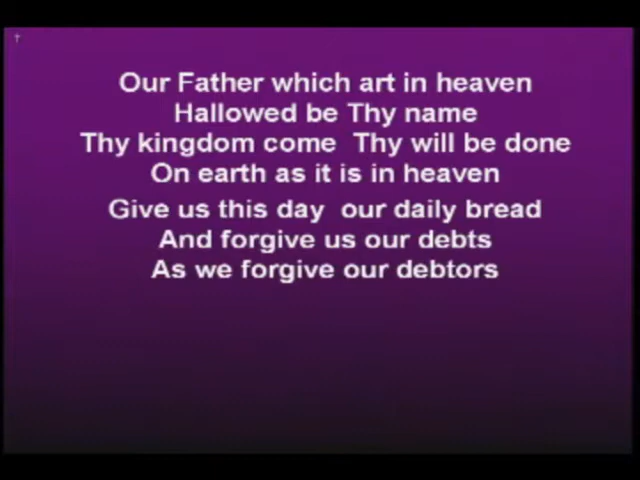 Our Father which art in heaven
Hallowed be Thy name
Thy kingdom come  Thy will be done
On earth as it is in heaven
Give us this day  our daily bread
And forgive us our debts
As we forgive our debtors